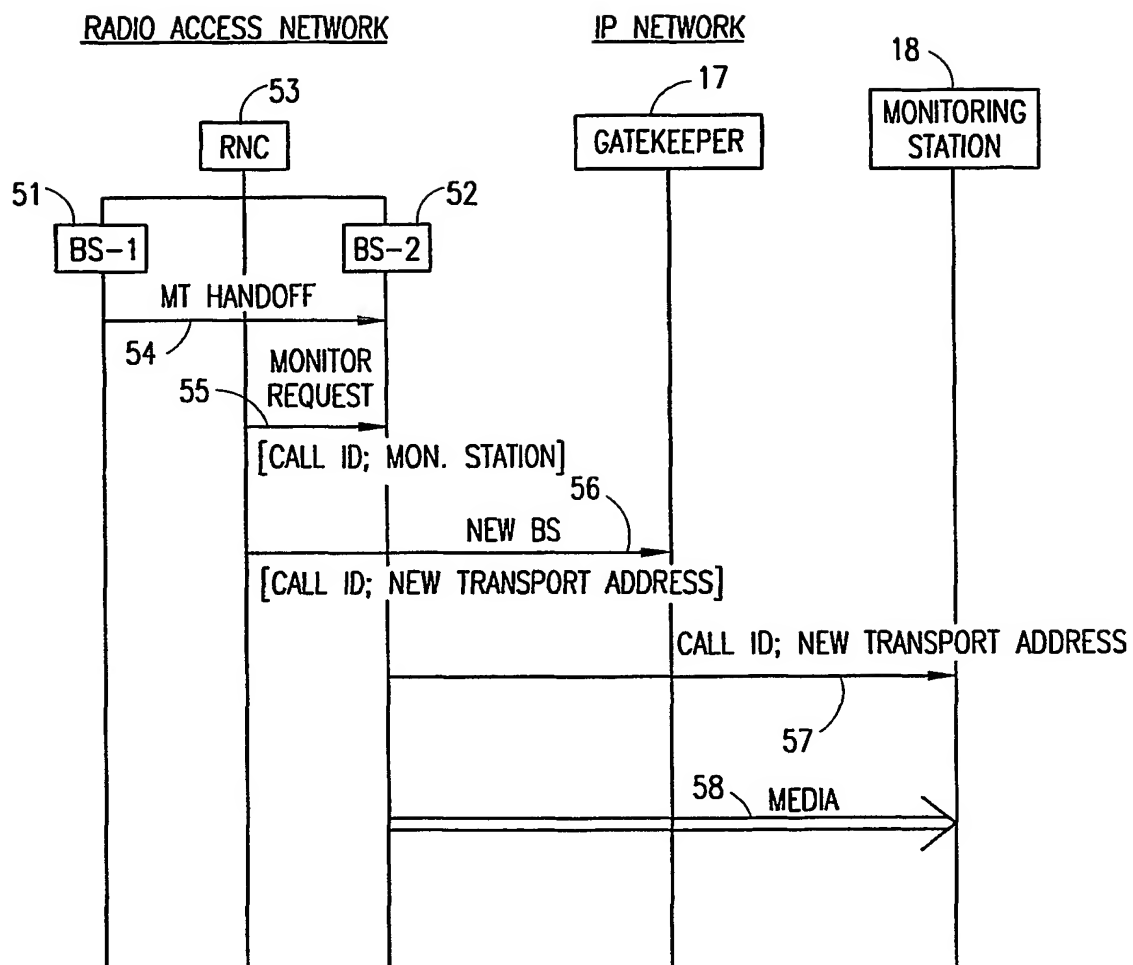 RADIO ACCESS NETWORK
IP NETWORK
53
17
18
RNC
GATEKEEPER
MONITORING
STATION
51
52
BS-1
BS-2
MT HANDOFF
54
MONITOR
REQUEST
55
[CALL ID; MON. STATION]
56
NEW BS
[CALL ID; NEW TRANSPORT ADDRESS]
CALL ID; NEW TRANSPORT ADDRESS
57
58
MEDIA